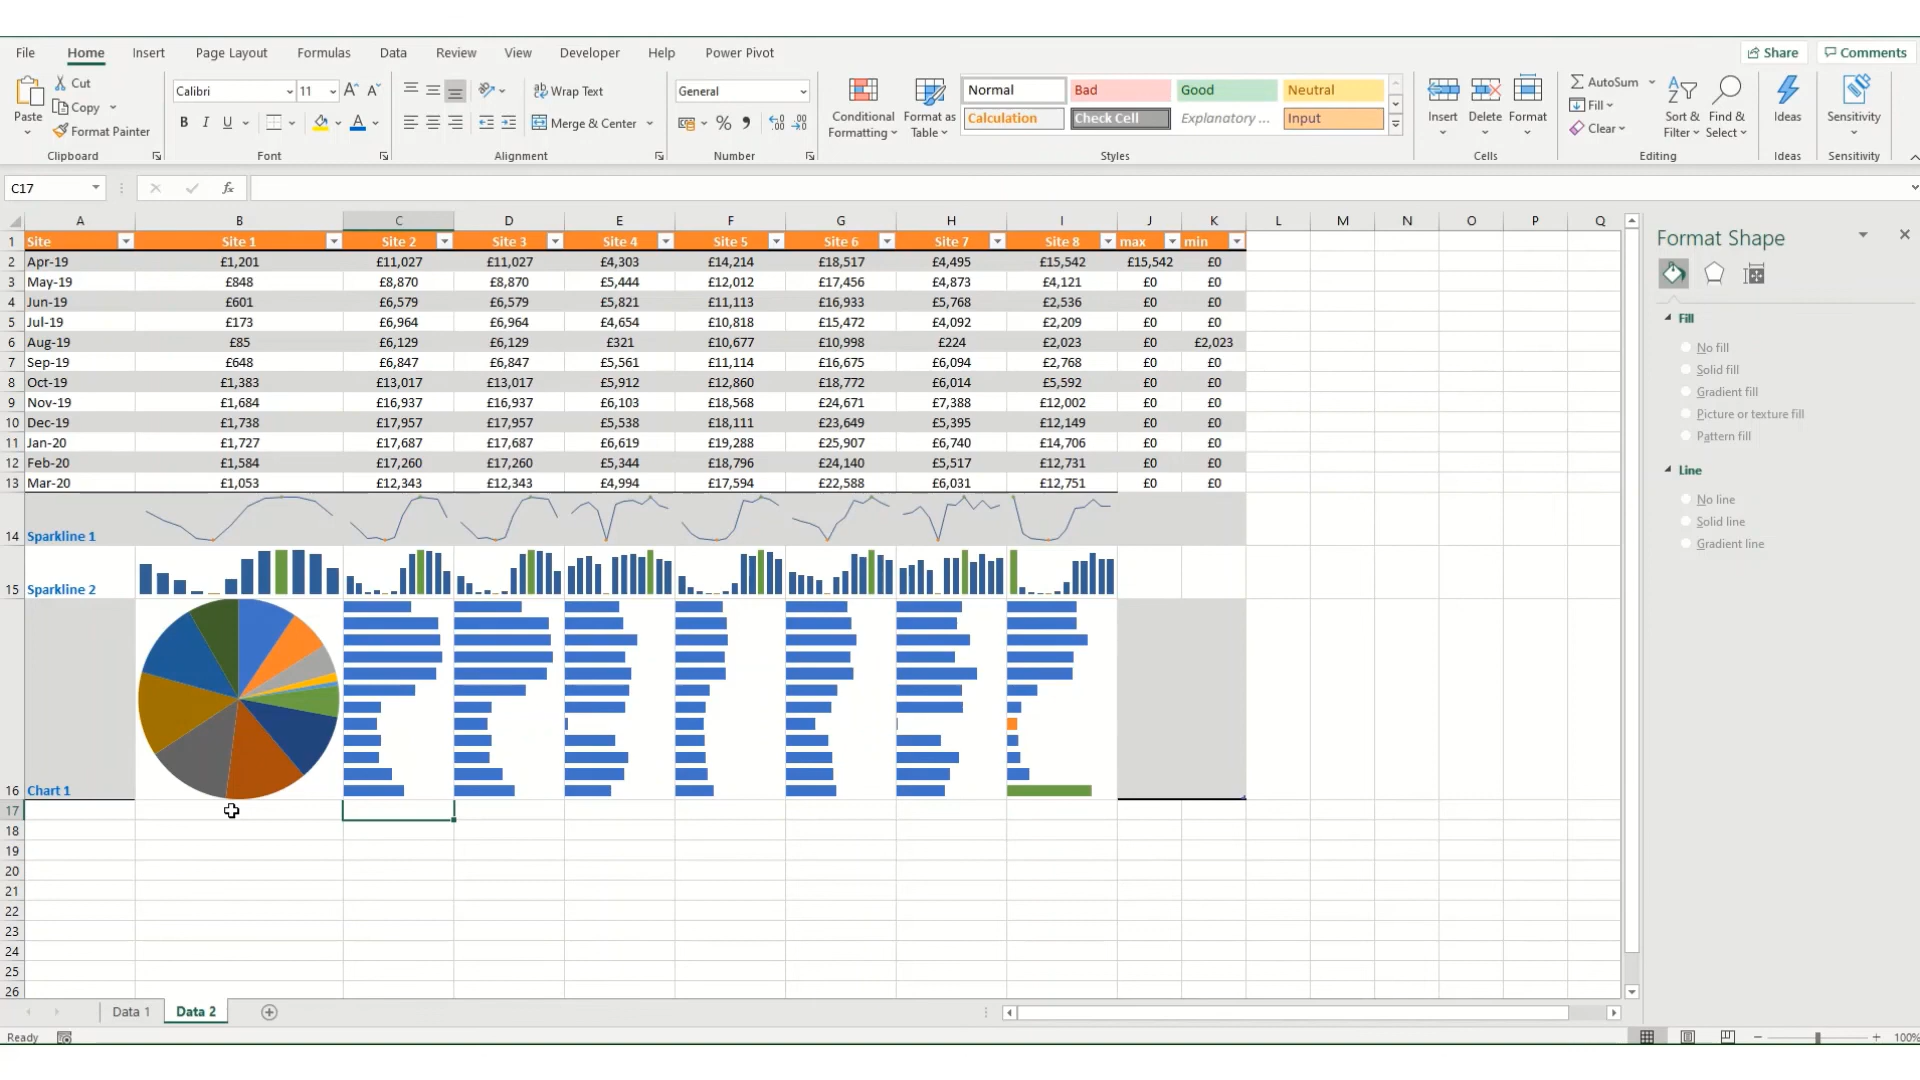 File Home Insert Page Layout Formulas Data Review View Developer Help Power Pivot Share Comments
Cut
Copy
Format Painter
Paste
Clipboard
Calibri 11
B I U
Font
Wrap Text
Merge & Center
Alignment
General
Number
Conditional Formatting
Format as Table
Normal Bad Good Neutral
Calculation Check Cell Explanatory ... Input
Styles
Insert Delete Format
Cells
AutoSum
Fill
Clear
Sort & Filter
Find & Select
Editing
Ideas
Ideas
Sensitivity
Sensitivity
C17 fx
A B C D E F G H I J K L M N O P Q
1 Site Site 1 Site 2 Site 3 Site 4 Site 5 Site 6 Site 7 Site 8 max min
2 Apr-19 £1,201 £11,027 £11,027 £4,303 £14,214 £18,517 £4,495 £15,542 £15,542 £0
3 May-19 £848 £8,870 £8,870 £5,444 £12,012 £17,456 £4,873 £4,121 £0 £0
4 Jun-19 £601 £6,579 £6,579 £5,821 £11,113 £16,933 £5,768 £2,536 £0 £0
5 Jul-19 £173 £6,964 £6,964 £4,654 £10,818 £15,472 £4,092 £2,209 £0 £0
6 Aug-19 £85 £6,129 £6,129 £321 £10,677 £10,998 £224 £2,023 £0 £2,023
7 Sep-19 £648 £6,847 £6,847 £5,561 £11,114 £16,675 £6,094 £2,768 £0 £0
8 Oct-19 £1,383 £13,017 £13,017 £5,912 £12,860 £18,772 £6,014 £5,592 £0 £0
9 Nov-19 £1,684 £16,937 £16,937 £6,103 £18,568 £24,671 £7,388 £12,002 £0 £0
10 Dec-19 £1,738 £17,957 £17,957 £5,538 £18,111 £23,649 £5,395 £12,149 £0 £0
11 Jan-20 £1,727 £17,687 £17,687 £6,619 £19,288 £25,907 £6,740 £14,706 £0 £0
12 Feb-20 £1,584 £17,260 £17,260 £5,344 £18,796 £24,140 £5,517 £12,731 £0 £0
13 Mar-20 £1,053 £12,343 £12,343 £4,994 £17,594 £22,588 £6,031 £12,751 £0 £0
14 Sparkline 1
15 Sparkline 2
16 Chart 1
17
18
19
20
21
22
23
24
25
26
Format Shape
Fill
No fill
Solid fill
Gradient fill
Picture or texture fill
Pattern fill
Line
No line
Solid line
Gradient line
Data 1 Data 2
Ready 100%